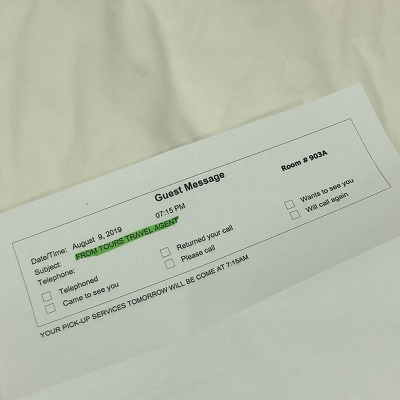 Guest Message
Room # 903A
Date/Time: August 9, 2019 07:15 PM
Subject: FROM TOURS TRAVEL AGENT
Telephone:
Telephoned Returned your call Wants to see you
Came to see you Please call Will call again
YOUR PICK-UP SERVICES TOMORROW WILL BE COME AT 7:15AM